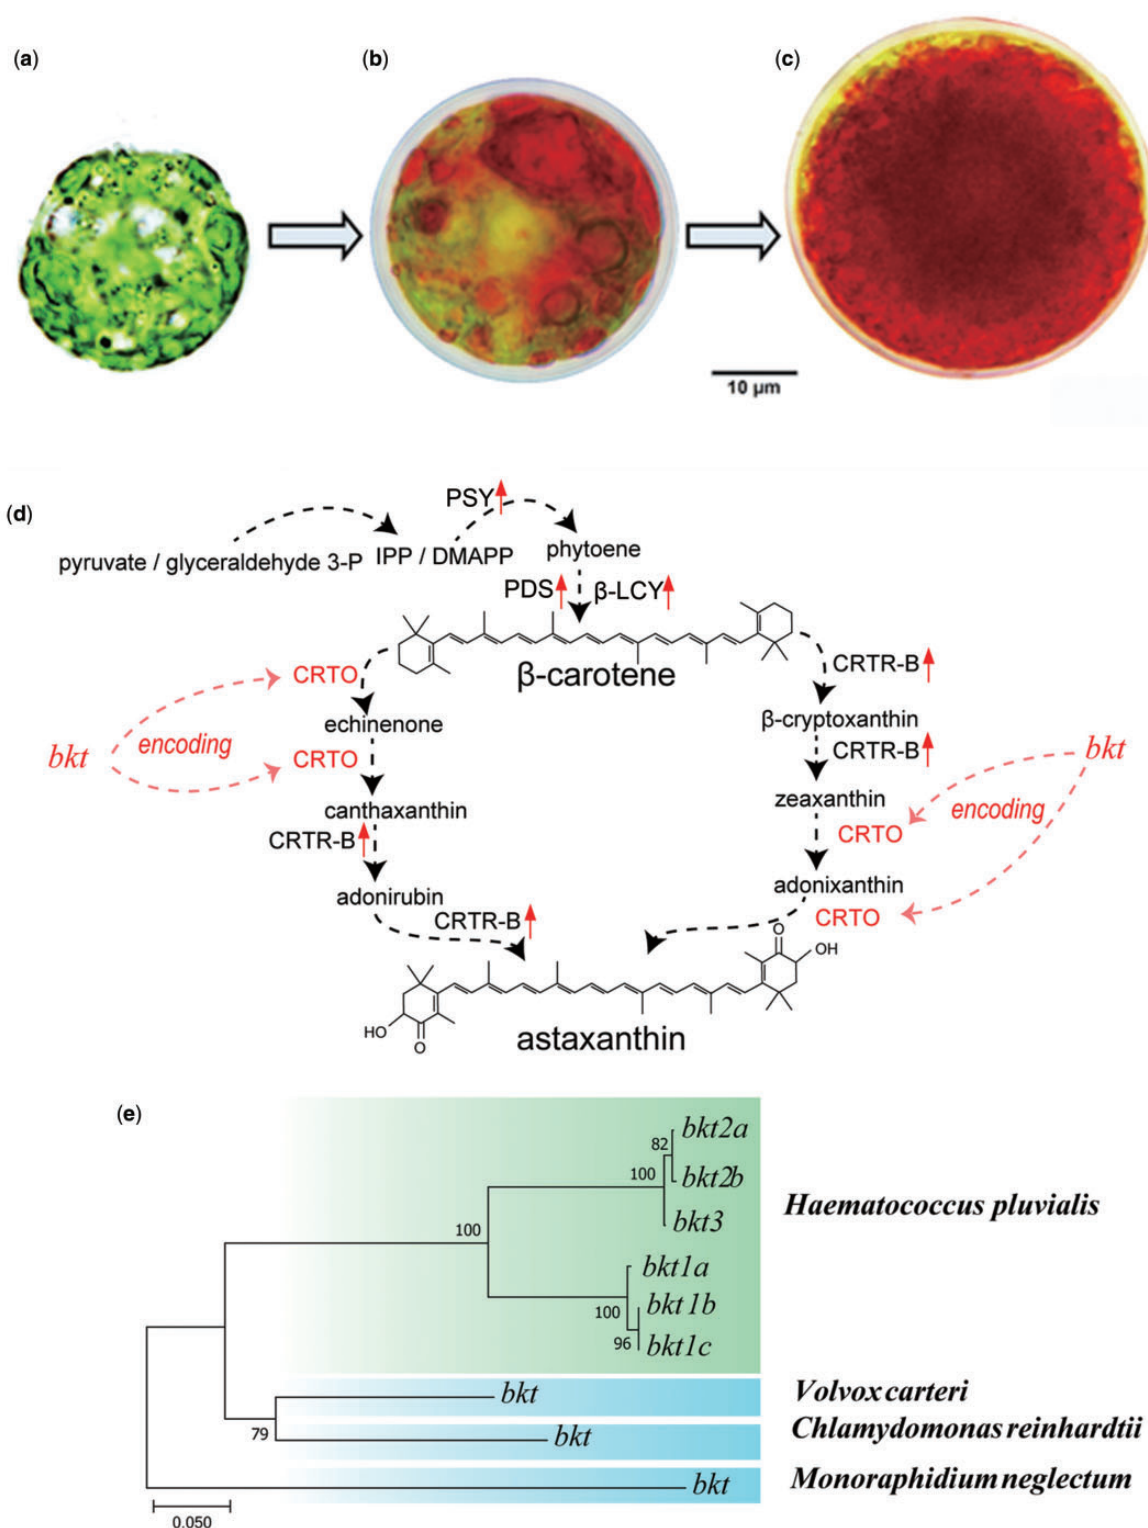 (a)
(b)
(c)
10 µm
(d)
PSY
pyruvate / glyceraldehyde 3-P
IPP / DMAPP
phytoene
PDS
β-LCY
β-carotene
CRTO
CRTR-B
echinenone
β-cryptoxanthin
bkt
encoding
CRTO
CRTR-B
bkt
canthaxanthin
zeaxanthin
encoding
CRTR-B
CRTO
adonirubin
adonixanthin
CRTR-B
CRTO
O
OH
HO
O
astaxanthin
(e)
bkt2a
82
bkt2b
100
Haematococcus pluvialis
bkt3
100
bkt1a
bkt1b
100
bkt1c
96
bkt
Volvox carteri
bkt
Chlamydomonas reinhardtii
79
bkt
Monoraphidium neglectum
0.050